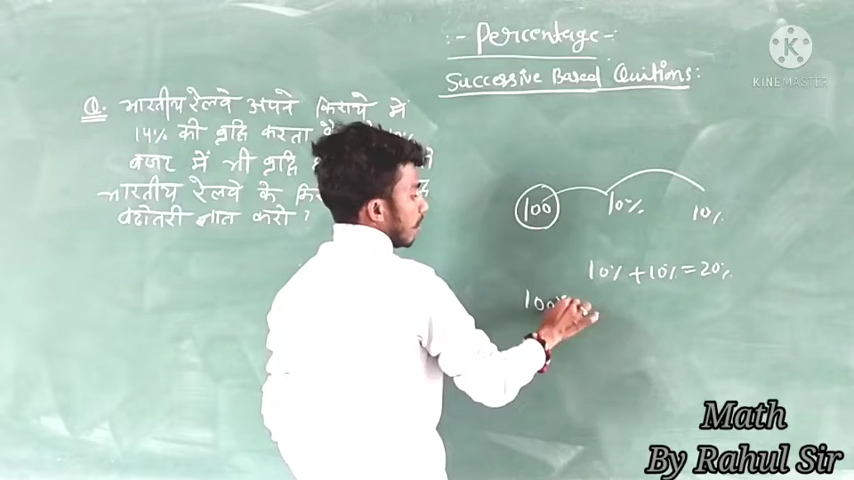 :- Percentage -:
Successive Based Quitions:
Q. भारतीय रेलवे अपने किराये में
14% की वृद्धि करता
बजट में भी वृद्धि
भारतीय रेलवे के
बढोतरी ज्ञात करो ?
100 10% 10%
10% + 10% = 20%
100
K
KINEMASTER
Math
By Rahul Sir